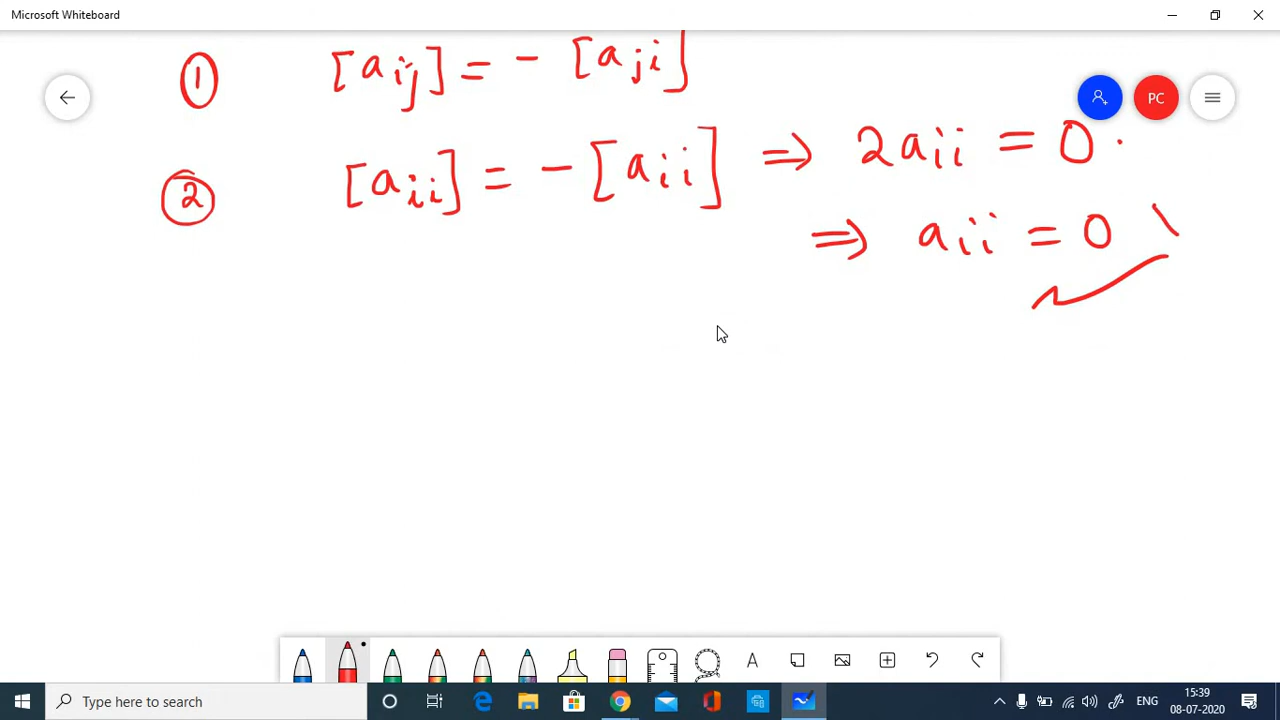 Microsoft Whiteboard
① [aij] = - [aji]
PC
② [aii] = - [aii] ⇒ 2aii = 0.
⇒ aii = 0
A
Type here to search
ENG
15:39
08-07-2020